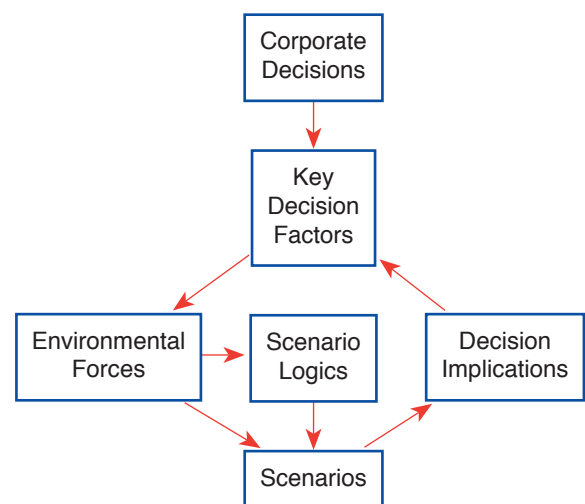 Corporate
Decisions
Key
Decision
Factors
Environmental
Forces
Scenario
Logics
Decision
Implications
Scenarios